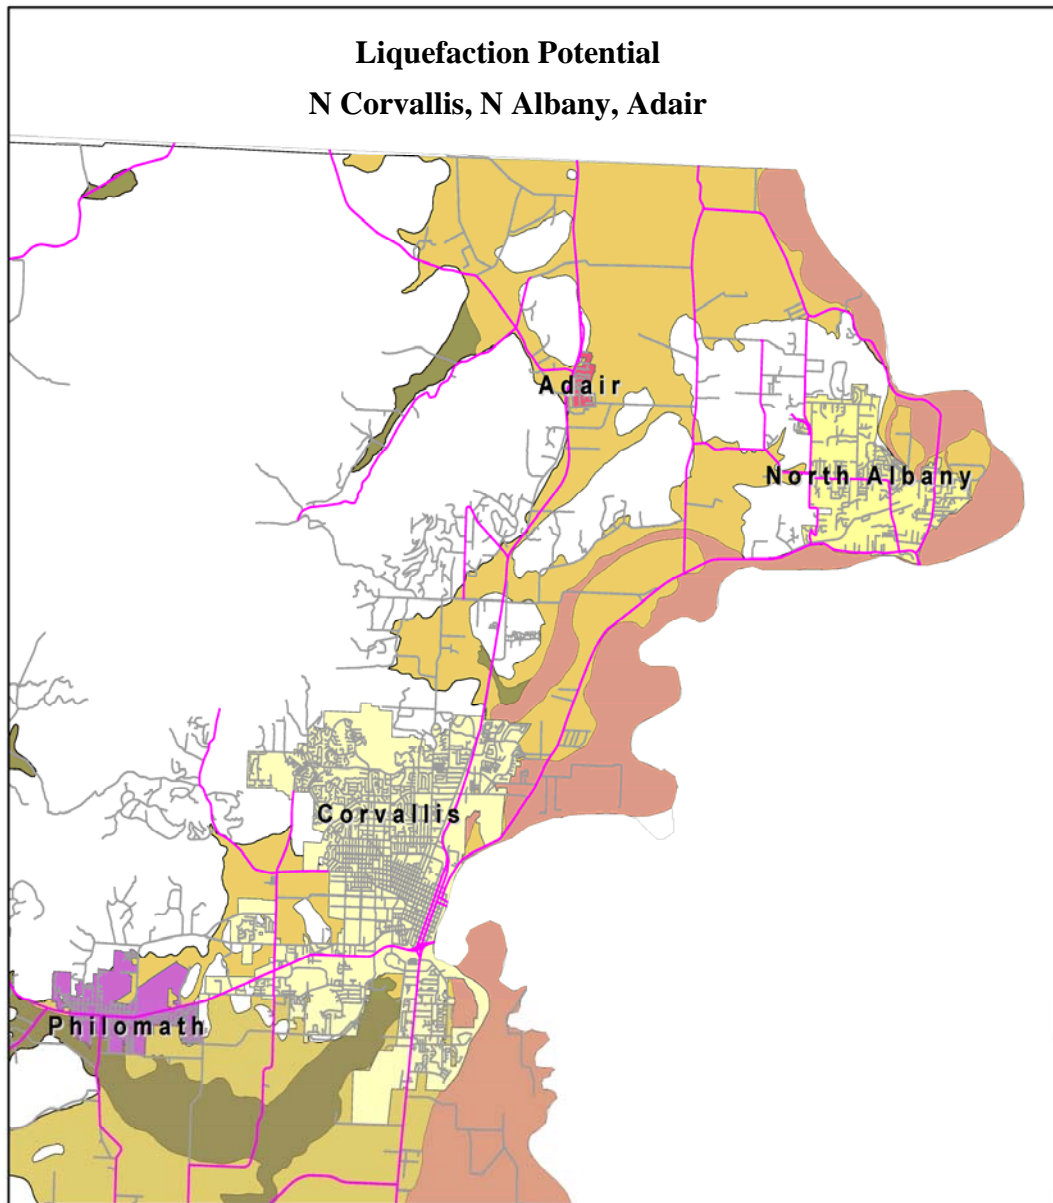 Liquefaction Potential
N Corvallis, N Albany, Adair
Adair
North Albany
Corvallis
Philomath